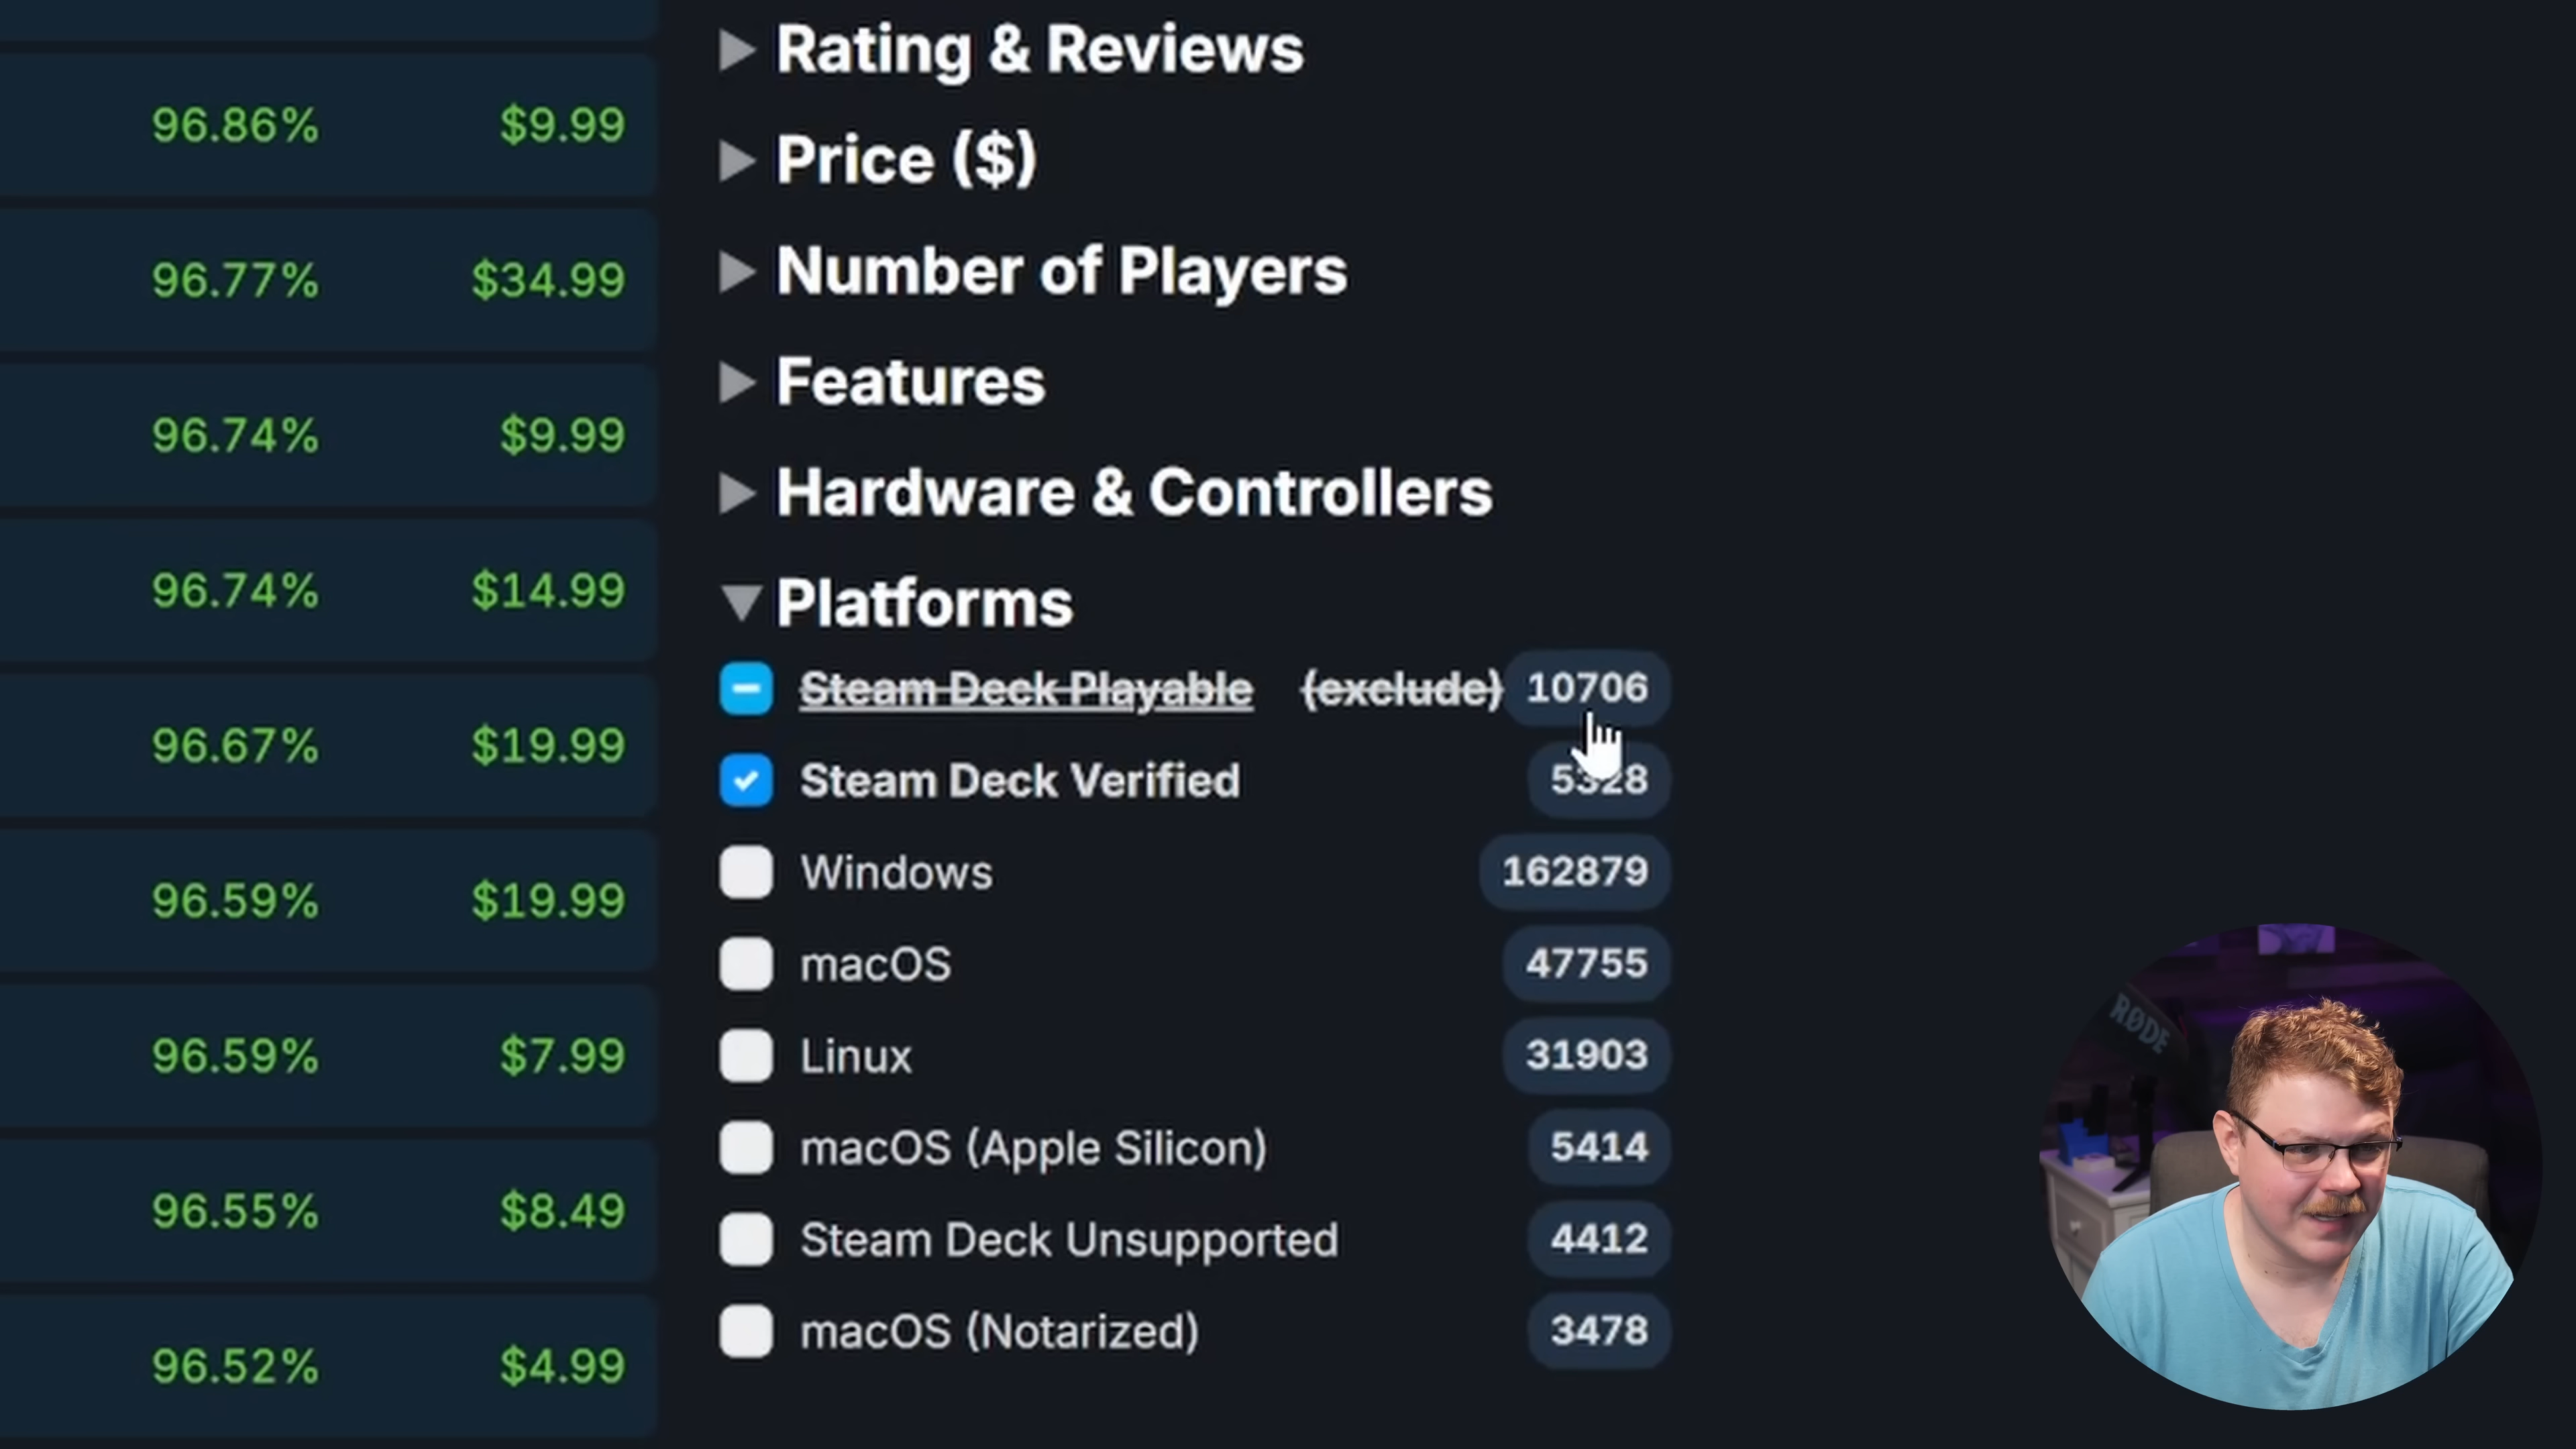 96.86% $9.99
96.77% $34.99
96.74% $9.99
96.74% $14.99
96.67% $19.99
96.59% $19.99
96.59% $7.99
96.55% $8.49
96.52% $4.99
Rating & Reviews
Price ($)
Number of Players
Features
Hardware & Controllers
Platforms
Steam Deck Playable (exclude) 10706
Steam Deck Verified 5328
Windows 162879
macOS 47755
Linux 31903
macOS (Apple Silicon) 5414
Steam Deck Unsupported 4412
macOS (Notarized) 3478
RØDE